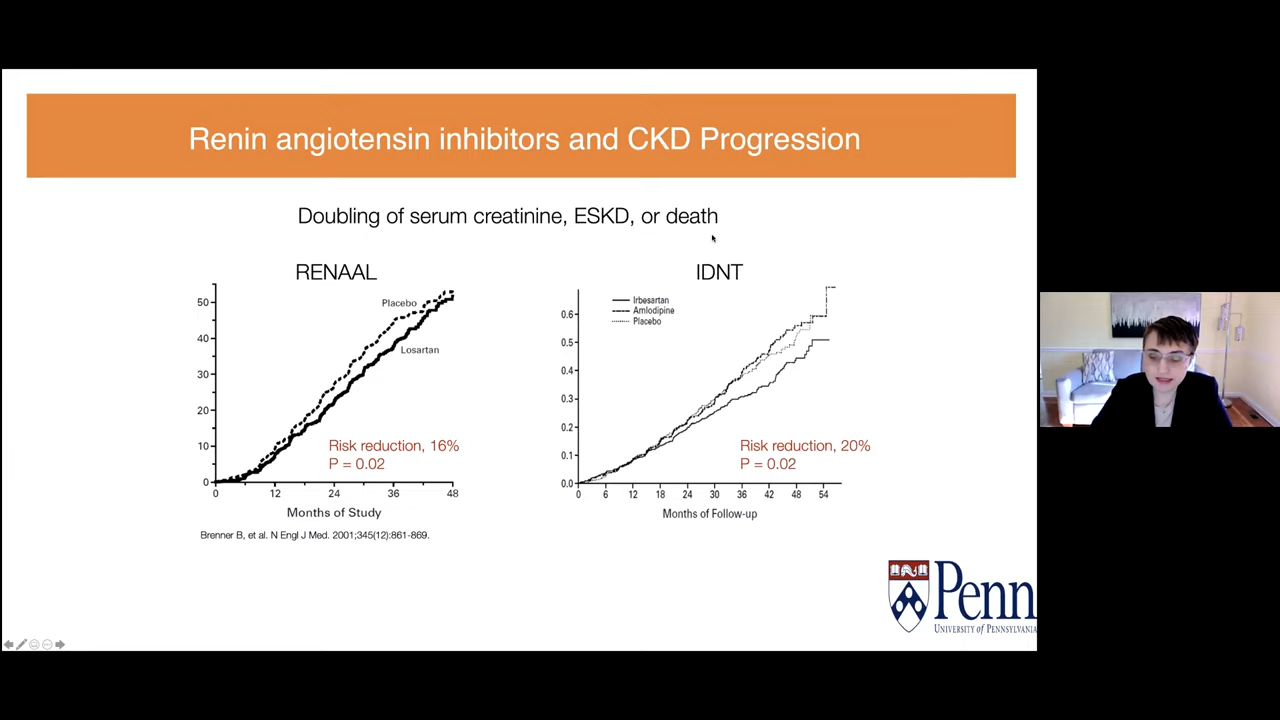 Renin angiotensin inhibitors and CKD Progression
Doubling of serum creatinine, ESKD, or death
RENAAL
50
40
30
20
10
0
Placebo
Losartan
Risk reduction, 16%
P = 0.02
0 12 24 36 48
Months of Study
Brenner B, et al. N Engl J Med. 2001;345(12):861-869.
IDNT
0.6
0.5
0.4
0.3
0.2
0.1
0.0
Irbesartan
Amlodipine
Placebo
Risk reduction, 20%
P = 0.02
0 6 12 18 24 30 36 42 48 54
Months of Follow-up
Penn
UNIVERSITY of PENNSYLVANIA